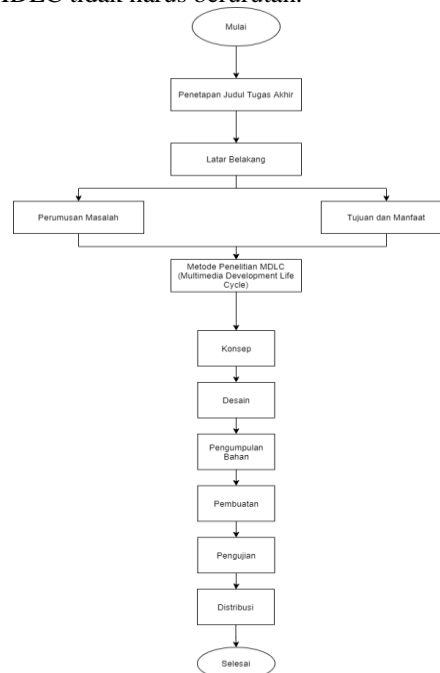 MDLC tidak harus berurutan.
Mulai
Penetapan Judul Tugas Akhir
Latar Belakang
Perumusan Masalah
Tujuan dan Manfaat
Metode Penelitian MDLC
(Multimedia Development Life
Cycle)
Konsep
Desain
Pengumpulan
Bahan
Pembuatan
Pengujian
Distribusi
Selesai